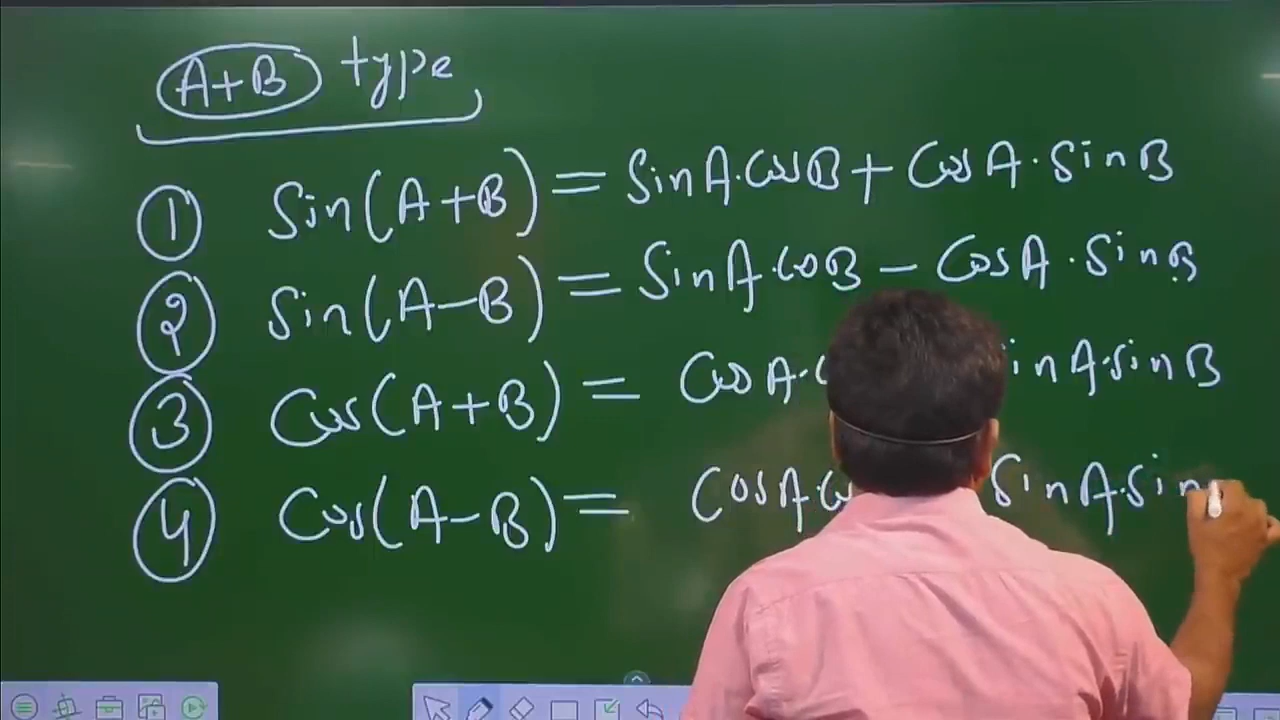 A+B type
① Sin(A+B) = SinA.CosB + CosA.SinB
② Sin(A-B) = SinA.CosB - CosA.SinB
③ Cos(A+B) = CosA. inA.SinB
④ Cos(A-B) = CosA. SinA.Sin